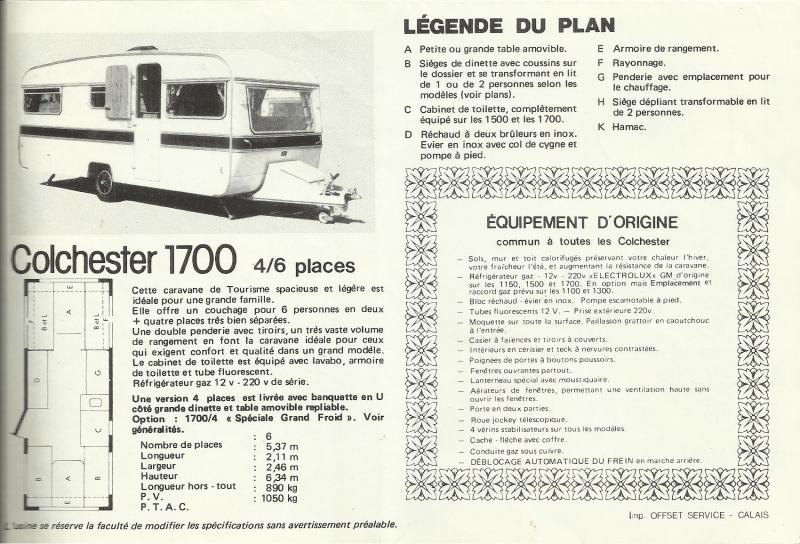 LÉGENDE DU PLAN
A Petite ou grande table amovible.
B Sièges de dinette avec coussins sur
le dossier et se transformant en lit
de 1 ou de 2 personnes selon les
modèles (voir plans).
C Cabinet de toilette, complètement
équipé sur les 1500 et les 1700.
D Réchaud à deux brûleurs en inox.
Evier en inox avec col de cygne et
pompe à pied.
E Armoire de rangement.
F Rayonnage.
G Penderie avec emplacement pour
le chauffage.
H Siège dépliant transformable en lit
de 2 personnes.
K Hamac.
Colchester 1700 4/6 places
Cette caravane de Tourisme spacieuse et légère est
idéale pour une grande famille.
Elle offre un couchage pour 6 personnes en deux
+ quatre places très bien séparées.
Une double penderie avec tiroirs, un très vaste volume
de rangement en font la caravane idéale pour ceux
qui exigent confort et qualité dans un grand modèle.
Le cabinet de toilette est équipé avec lavabo, armoire
de toilette et tube fluorescent.
Réfrigérateur gaz 12 v - 220 v de série.
Une version 4 places est livrée avec banquette en U
côté grande dinette et table amovible repliable.
Option : 1700/4 « Spéciale Grand Froid ». Voir
généralités.
Nombre de places : 6
Longueur : 5,37 m
Largeur : 2,11 m
Hauteur : 2,46 m
Longueur hors - tout : 6,34 m
P. V. : 890 kg
P. T. A. C. : 1050 kg
E
F
B et L
A
B et L
D
G
C
B
A
B
E
L'usine se réserve la faculté de modifier les spécifications sans avertissement préalable.
ÉQUIPEMENT D'ORIGINE
commun à toutes les Colchester
— Sols, mur et toit calorifugés préservant votre chaleur l'hiver,
votre fraîcheur l'été, et augmentant la résistance de la caravane.
— Réfrigérateur gaz - 12v - 220v «ELECTROLUX» GM d'origine
sur les 1150, 1500 et 1700. En option mais Emplacement et
raccord gaz prévu sur les 1100 et 1300.
— Bloc réchaud - évier en inox. Pompe escamotable à pied.
— Tubes fluorescents 12 V. — Prise extérieure 220v.
— Moquette sur toute la surface. Paillasson grattoir en caoutchouc
à l'entrée.
— Casier à faïences et tiroirs à couverts.
— Intérieurs en cerisier et teck à nervures contrastées.
— Poignées de portes à boutons poussoirs.
— Fenêtres ouvrantes partout.
— Lanterneau spécial avec moustiquaire.
— Aérateurs de fenêtres, permettant une ventilation haute sans
ouvrir les fenêtres.
— Porte en deux parties.
— Roue jockey télescopique.
— 4 vérins stabilisateurs sur tous les modèles.
— Cache - flèche avec coffre.
— Conduite gaz sous cuivre.
— DÉBLOCAGE AUTOMATIQUE DU FREIN en marche arrière.
Imp. OFFSET SERVICE - CALAIS